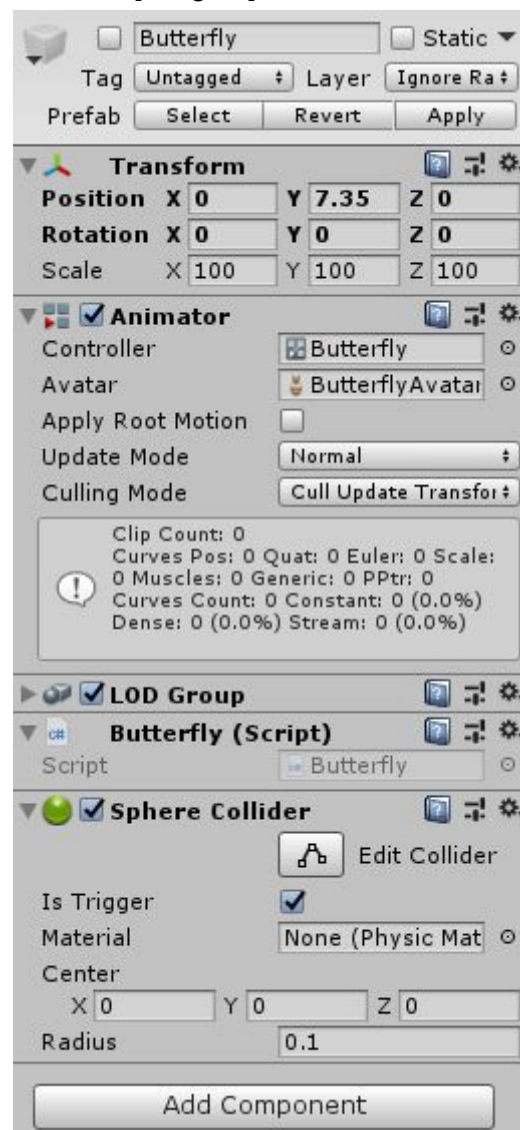 Butterfly Static
Tag Untagged Layer Ignore Ra
Prefab Select Revert Apply
Transform
Position X 0 Y 7.35 Z 0
Rotation X 0 Y 0 Z 0
Scale X 100 Y 100 Z 100
Animator
Controller Butterfly
Avatar ButterflyAvatar
Apply Root Motion
Update Mode Normal
Culling Mode Cull Update Transfor
Clip Count: 0
Curves Pos: 0 Quat: 0 Euler: 0 Scale:
0 Muscles: 0 Generic: 0 PPtr: 0
Curves Count: 0 Constant: 0 (0.0%)
Dense: 0 (0.0%) Stream: 0 (0.0%)
LOD Group
C# Butterfly (Script)
Script Butterfly
Sphere Collider
Edit Collider
Is Trigger
Material None (Physic Mat
Center
X 0 Y 0 Z 0
Radius 0.1
Add Component